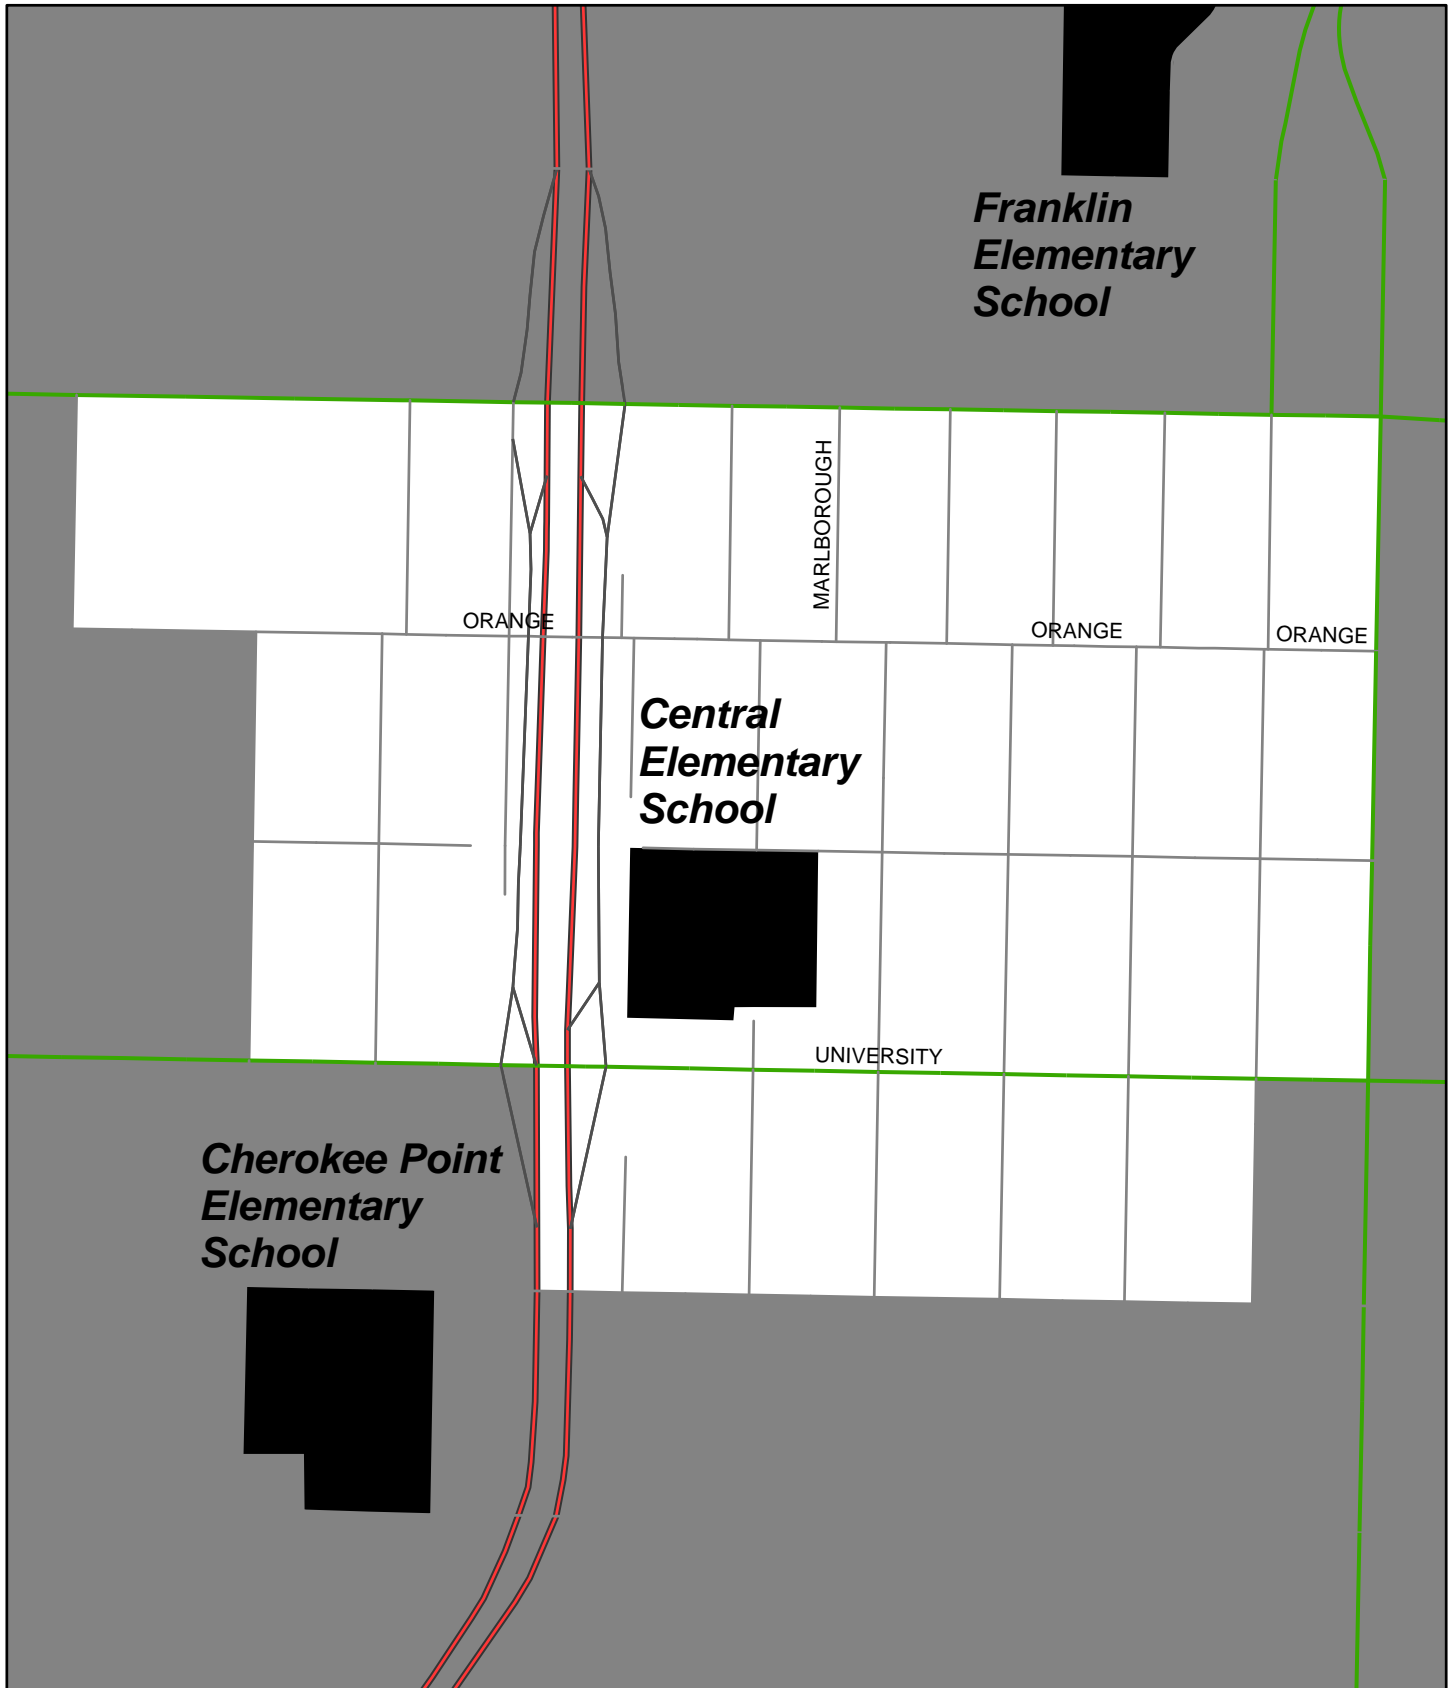 Franklin
Elementary
School
MARLBOROUGH
ORANGE
ORANGE
ORANGE
Central
Elementary
School
UNIVERSITY
Cherokee Point
Elementary
School